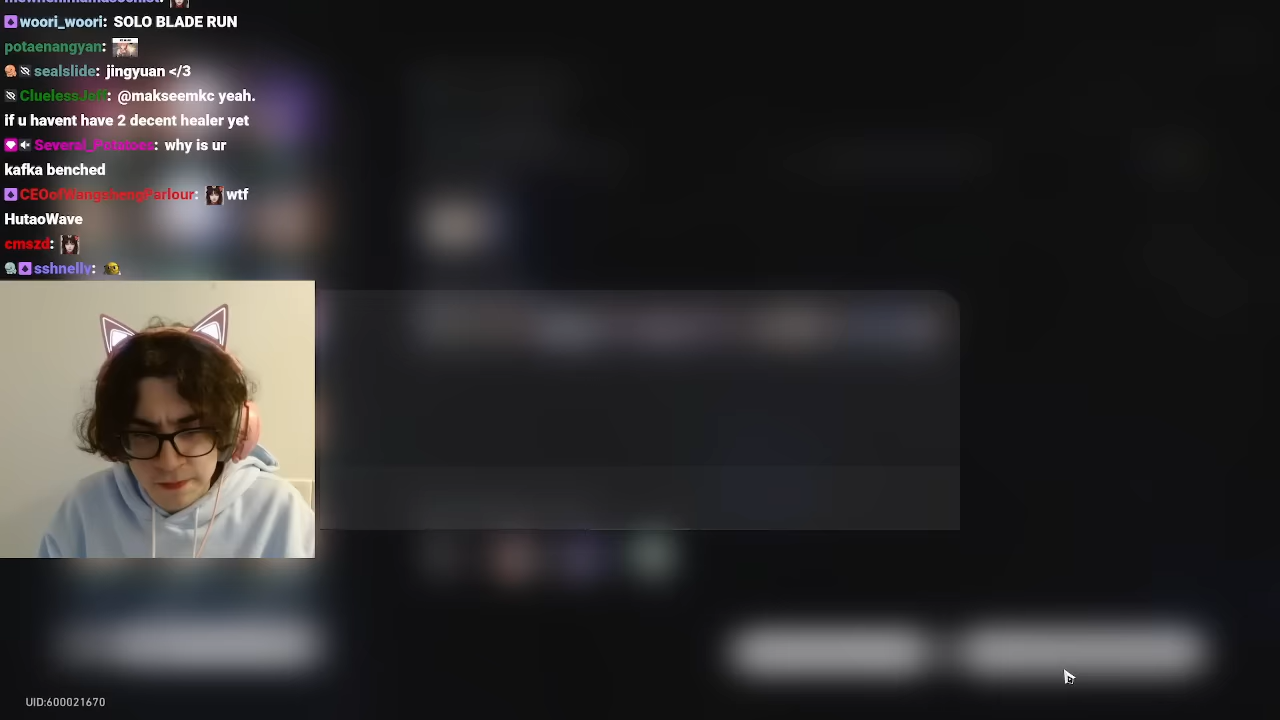 woori_woori: SOLO BLADE RUN
potaenangyan:
sealslide: jingyuan </3
CluelessJeff: @makseemkc yeah.
if u havent have 2 decent healer yet
Several_Potatoes: why is ur
kafka benched
CEOofWangshengParlour: wtf
HutaoWave
cmszd:
sshnelly:
UID:600021670